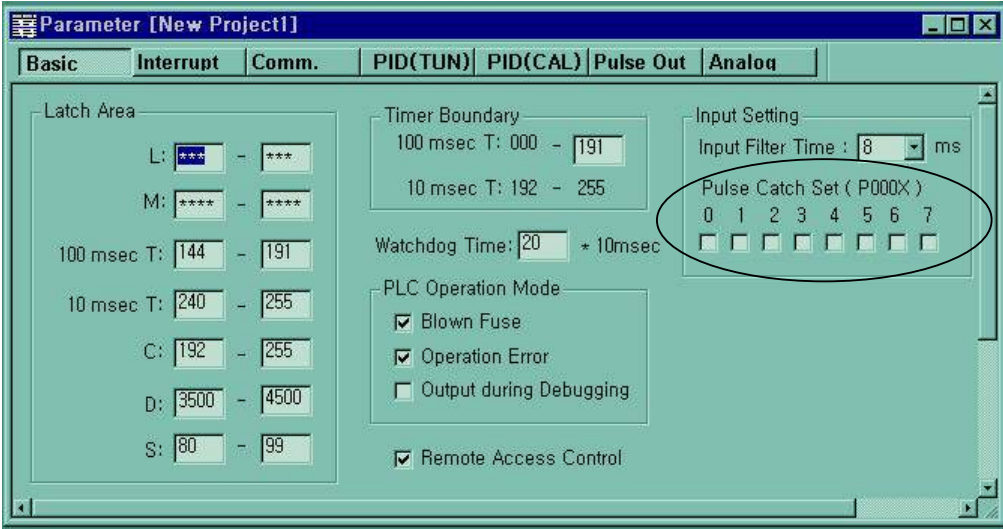 Parameter [New Project1]
Basic Interrupt Comm. PID(TUN) PID(CAL) Pulse Out Analog
Latch Area
L: *** - ***
M: **** - ****
100 msec T: 144 - 191
10 msec T: 240 - 255
C: 192 - 255
D: 3500 - 4500
S: 80 - 99
Timer Boundary
100 msec T: 000 - 191
10 msec T: 192 - 255
Watchdog Time: 20 * 10msec
PLC Operation Mode
Blown Fuse
Operation Error
Output during Debugging
Remote Access Control
Input Setting
Input Filter Time : 8 ms
Pulse Catch Set ( P000X )
0 1 2 3 4 5 6 7